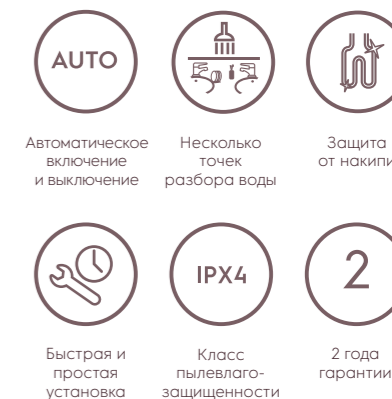 AUTO
Автоматическое
включение
и выключение
Несколько
точек
разбора воды
Защита
от накипи
Быстрая и
простая
установка
IPX4
Класс
пылевлаго-
защищенности
2
2 года
гарантии